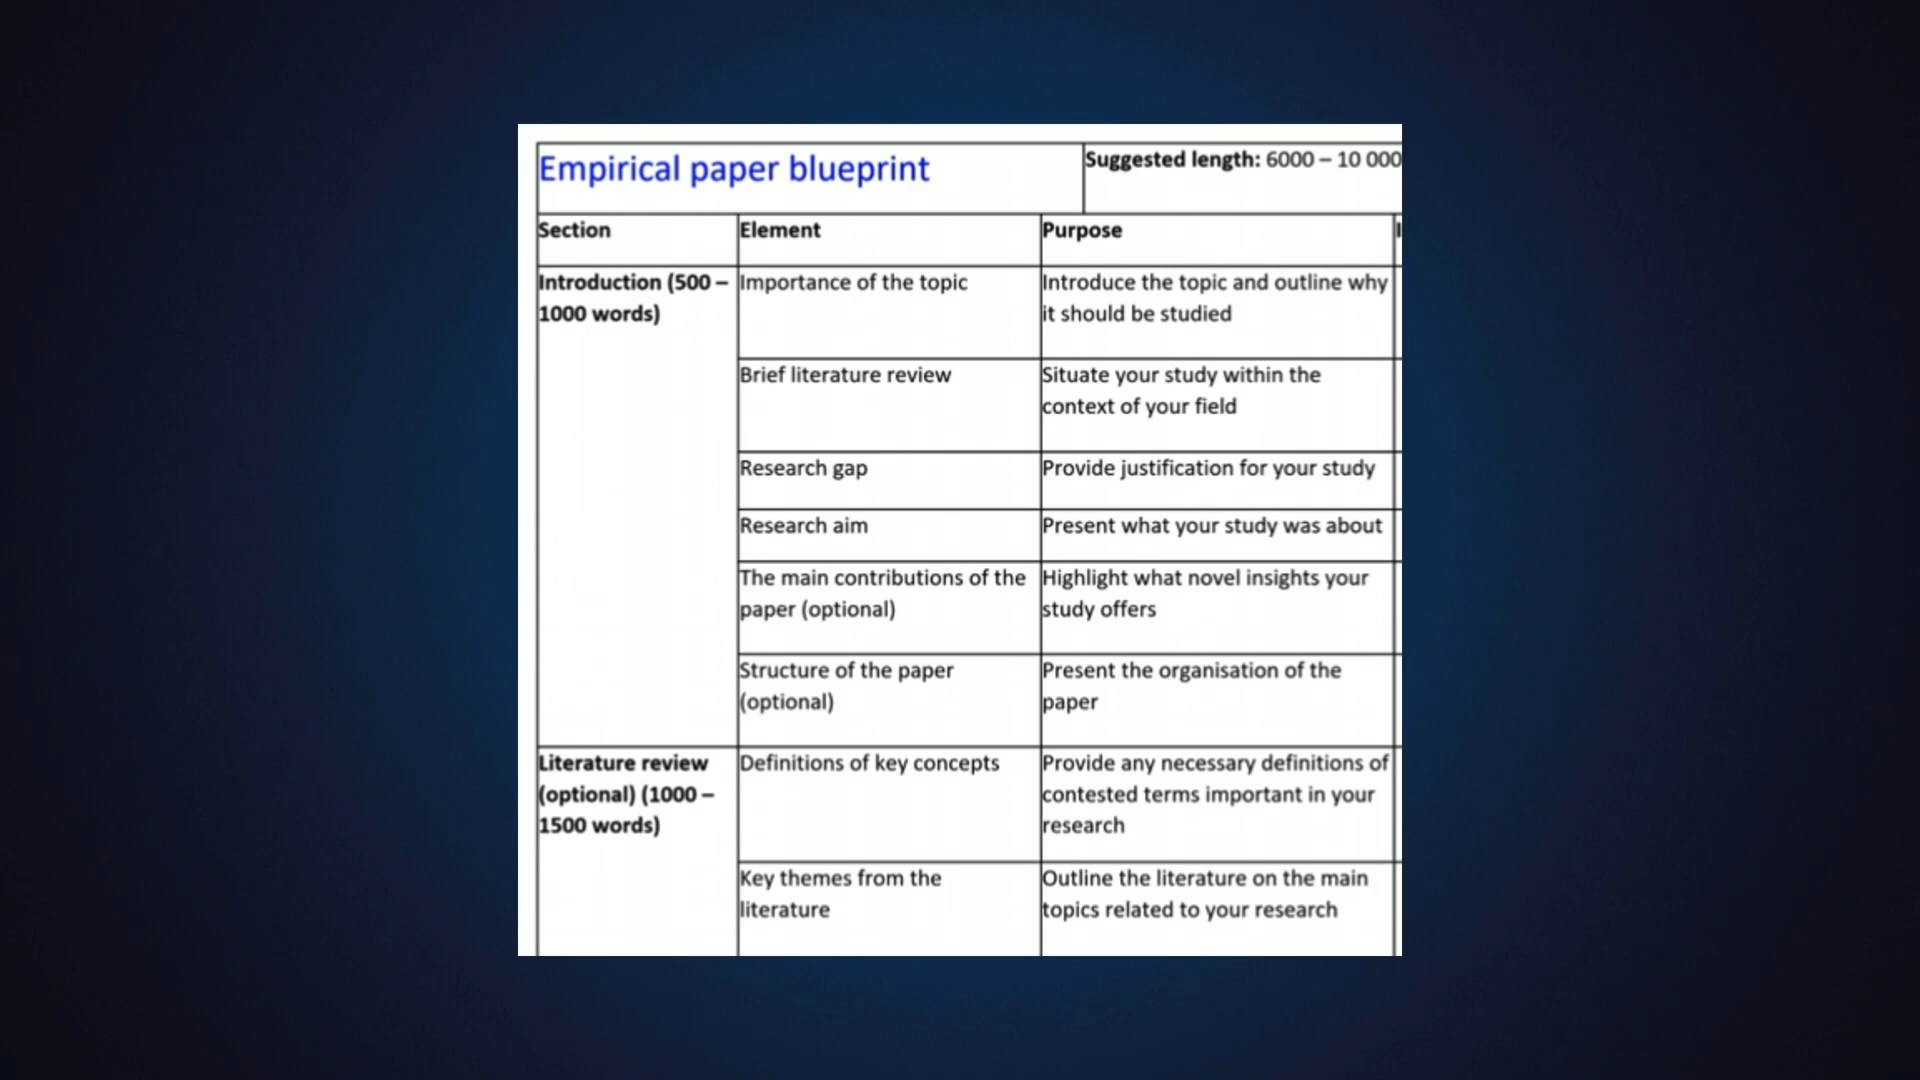 Empirical paper blueprint
Suggested length: 6000 – 10 000
Section
Element
Purpose
Introduction (500 –
1000 words)
Importance of the topic
Introduce the topic and outline why
it should be studied
Brief literature review
Situate your study within the
context of your field
Research gap
Provide justification for your study
Research aim
Present what your study was about
The main contributions of the
paper (optional)
Highlight what novel insights your
study offers
Structure of the paper
(optional)
Present the organisation of the
paper
Literature review
(optional) (1000 –
1500 words)
Definitions of key concepts
Provide any necessary definitions of
contested terms important in your
research
Key themes from the
literature
Outline the literature on the main
topics related to your research